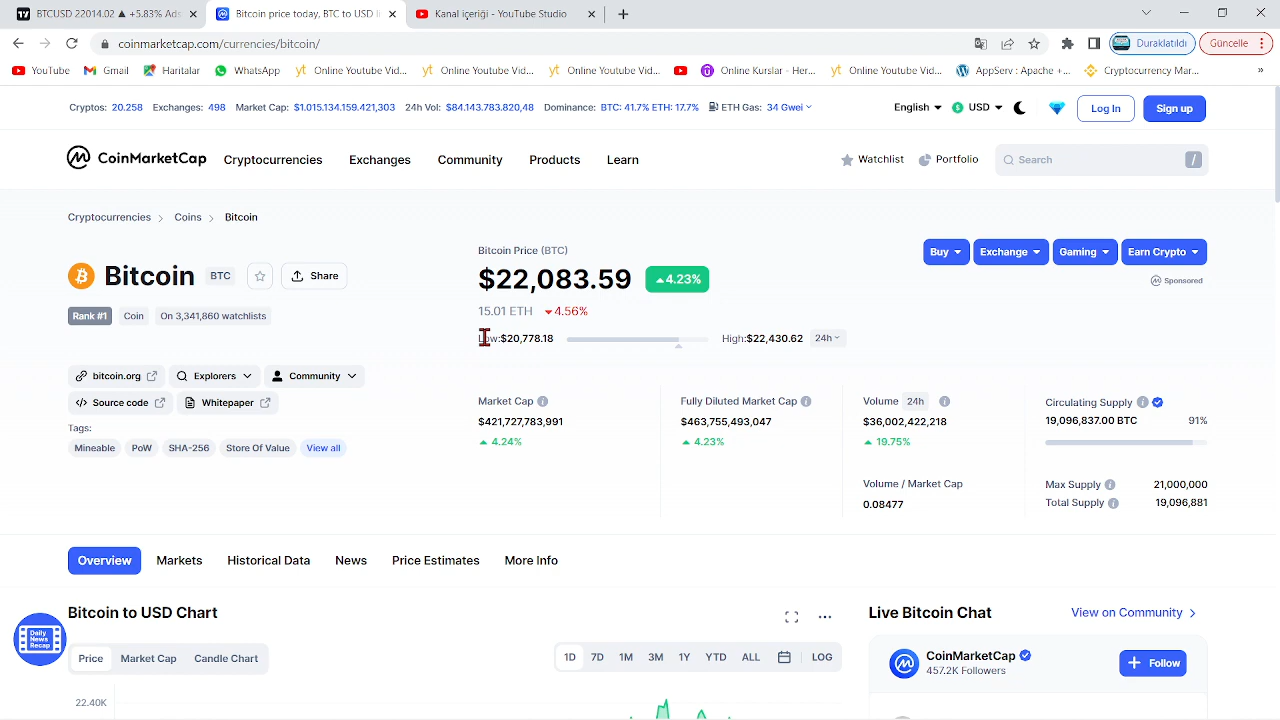 BTCUSD 22014.02 ▲ +5.83% Ads
Bitcoin price today, BTC to USD li
Kanal içeriği - YouTube Studio
coinmarketcap.com/currencies/bitcoin/
Duraklatıldı
Güncelle
YouTube
Gmail
Haritalar
WhatsApp
Online Youtube Vid...
Online Youtube Vid...
Online Youtube Vid...
Online Kurslar - Her...
Online Youtube Vid...
AppServ : Apache +...
Cryptocurrency Mar...
»
Cryptos: 20.258 Exchanges: 498 Market Cap: $1.015.134.159.421,303 24h Vol: $84.143.783.820,48 Dominance: BTC: 41.7% ETH: 17.7% ETH Gas: 34 Gwei
English
USD
Log In
Sign up
CoinMarketCap
Cryptocurrencies
Exchanges
Community
Products
Learn
Watchlist
Portfolio
Search
/
Cryptocurrencies > Coins > Bitcoin
Bitcoin
BTC
Share
Rank #1
Coin
On 3,341,860 watchlists
bitcoin.org
Explorers
Community
Source code
Whitepaper
Tags:
Mineable
PoW
SHA-256
Store Of Value
View all
Bitcoin Price (BTC)
$22,083.59
4.23%
15.01 ETH
4.56%
Low:$20,778.18
High:$22,430.62
24h
Buy
Exchange
Gaming
Earn Crypto
Sponsored
Market Cap
$421,727,783,991
4.24%
Fully Diluted Market Cap
$463,755,493,047
4.23%
Volume 24h
$36,002,422,218
19.75%
Volume / Market Cap
0.08477
Circulating Supply
19,096,837.00 BTC
91%
Max Supply
21,000,000
Total Supply
19,096,881
Overview
Markets
Historical Data
News
Price Estimates
More Info
Bitcoin to USD Chart
Price
Market Cap
Candle Chart
1D
7D
1M
3M
1Y
YTD
ALL
LOG
22.40K
Daily
News
Recap
Live Bitcoin Chat
View on Community >
CoinMarketCap
457.2K Followers
+ Follow